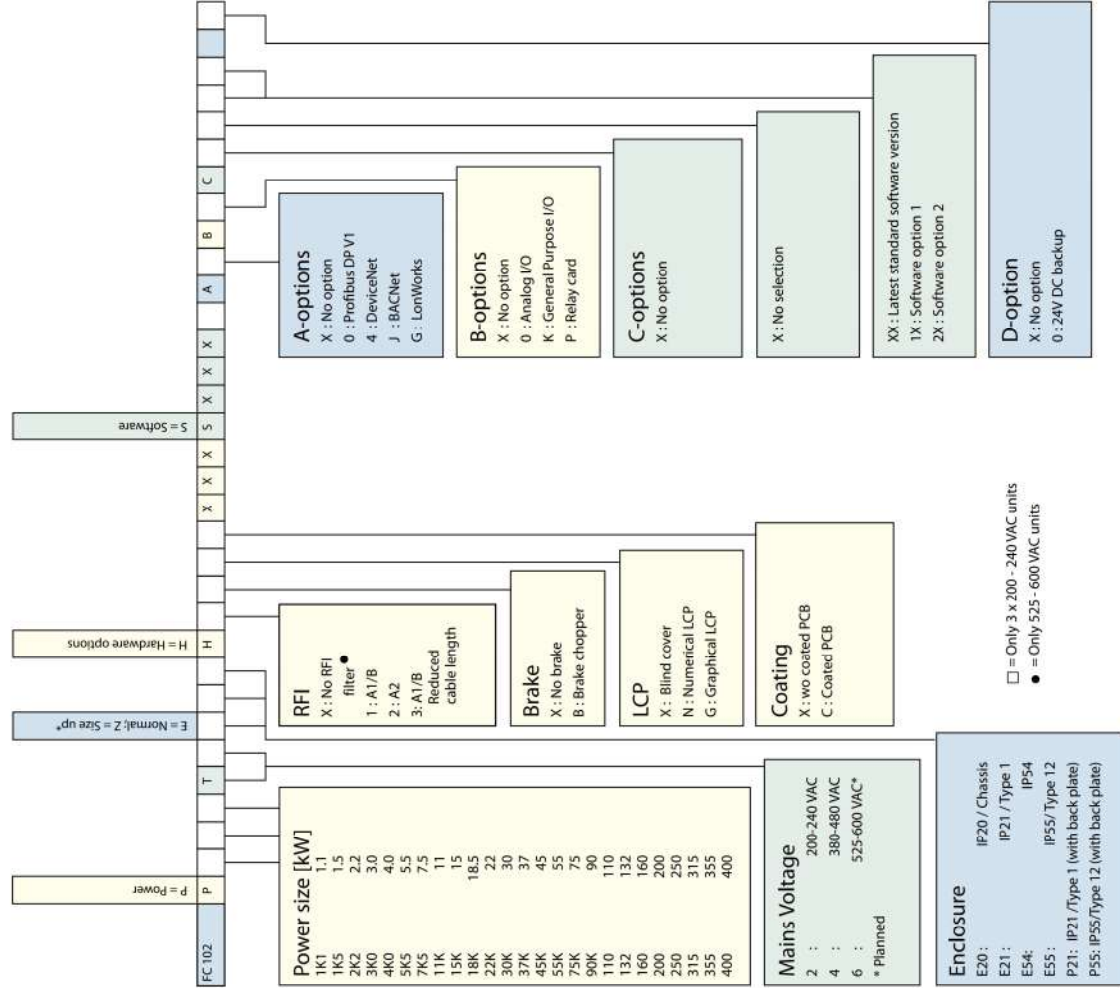 P = Power
E = Normal; Z = Size up*
H = Hardware options
S = Software
FC 102 P T H X X X S X X X A B C
Power size [kW]
1K1 1.1
1K5 1.5
2K2 2.2
3K0 3.0
4K0 4.0
5K5 5.5
7K5 7.5
11K 11
15K 15
18K 18.5
22K 22
30K 30
37K 37
45K 45
55K 55
75K 75
90K 90
110 110
132 132
160 160
200 200
250 250
315 315
355 355
400 400
Mains Voltage
2 : 200-240 VAC
4 : 380-480 VAC
6 : 525-600 VAC*
* Planned
Enclosure
E20: IP20 / Chassis
E21: IP21 / Type 1
E54: IP54
E55: IP55/ Type 12
P21: IP21 /Type 1 (with back plate)
P55: IP55/Type 12 (with back plate)
RFI
X : No RFI
filter ●
1 : A1/B
2 : A2
3: A1/B
Reduced
cable length
Brake
X : No brake
B : Brake chopper
LCP
X : Blind cover
N : Numerical LCP
G : Graphical LCP
Coating
X : wo coated PCB
C : Coated PCB
□ = Only 3 x 200 - 240 VAC units
● = Only 525 - 600 VAC units
A-options
X : No option
0 : Profibus DP V1
4 : DeviceNet
J : BACNet
G : LonWorks
B-options
X : No option
0 : Analog I/O
K : General Purpose I/O
P : Relay card
C-options
X : No option
X : No selection
XX : Latest standard software version
1X : Software option 1
2X : Software option 2
D-option
X : No option
0 : 24V DC backup